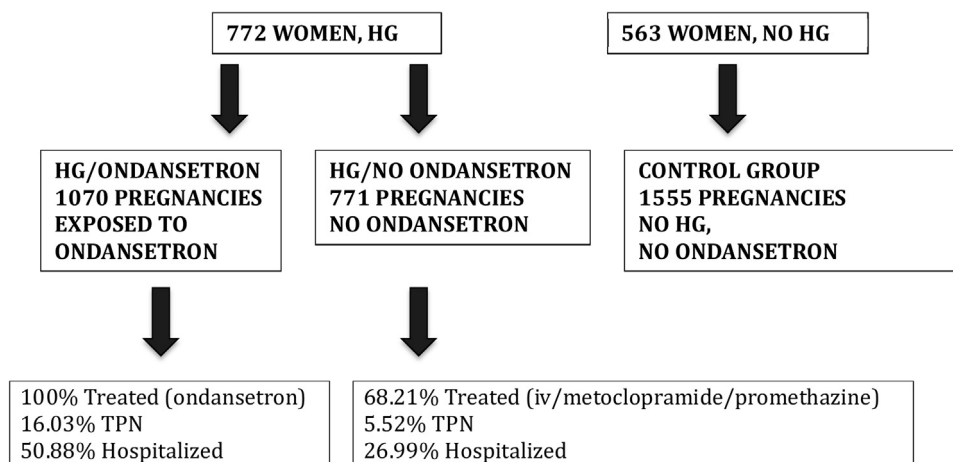 772 WOMEN, HG
563 WOMEN, NO HG
HG/ONDANSETRON
1070 PREGNANCIES
EXPOSED TO
ONDANSETRON
HG/NO ONDANSETRON
771 PREGNANCIES
NO ONDANSETRON
CONTROL GROUP
1555 PREGNANCIES
NO HG,
NO ONDANSETRON
100% Treated (ondansetron)
16.03% TPN
50.88% Hospitalized
68.21% Treated (iv/metoclopramide/promethazine)
5.52% TPN
26.99% Hospitalized